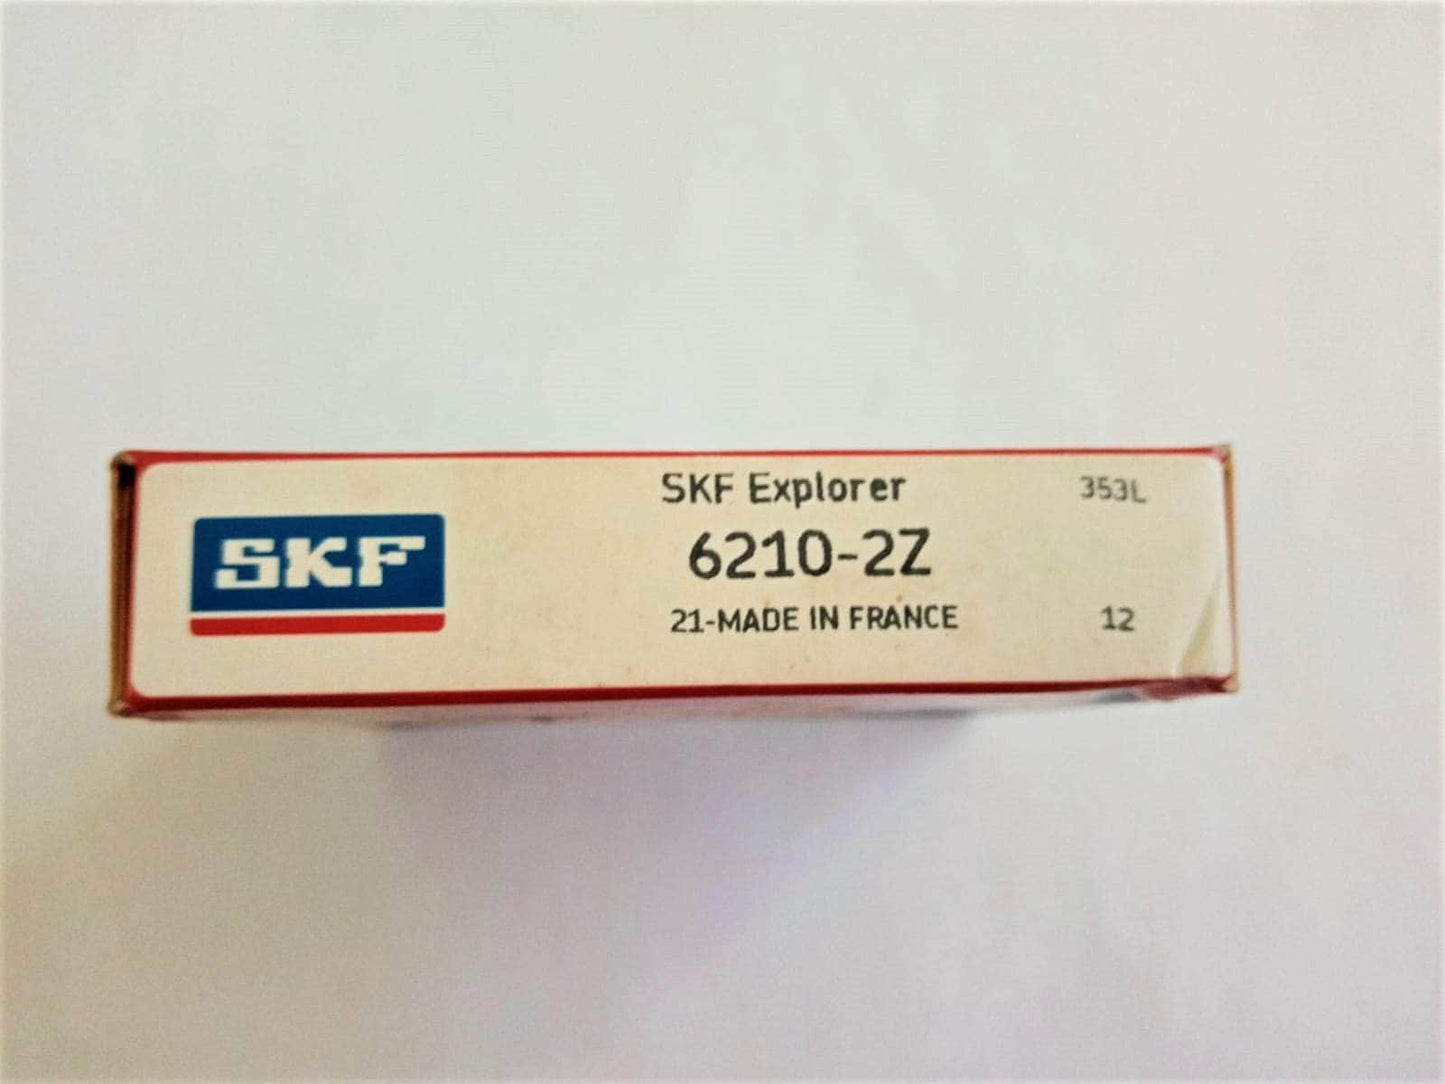 SKF
SKF Explorer
353L
6210-2Z
21-MADE IN FRANCE
12